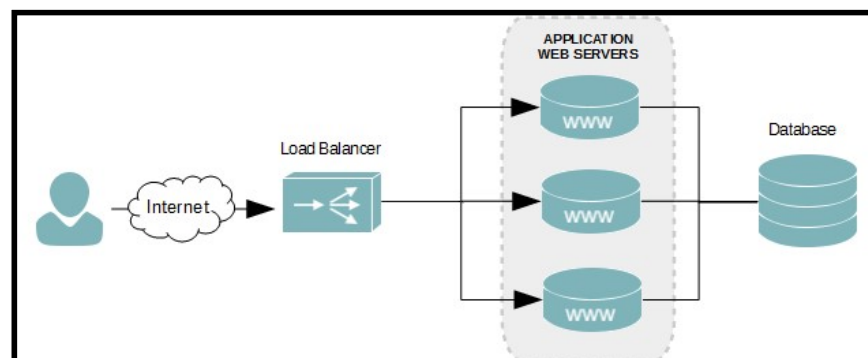 APPLICATION
WEB SERVERS
WWW
Load Balancer
Database
Internet
WWW
WWW